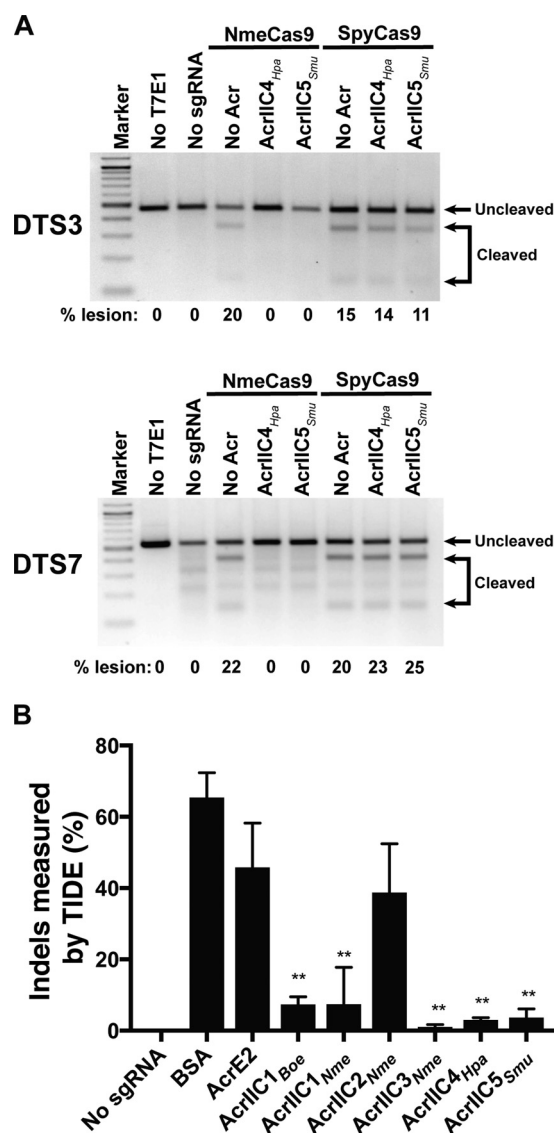 A
NmeCas9 SpyCas9
Marker No T7E1 No sgRNA No Acr AcrIIC4Hpa AcrIIC5Smu No Acr AcrIIC4Hpa AcrIIC5Smu
DTS3
Uncleaved
Cleaved
% lesion: 0 0 20 0 0 15 14 11
NmeCas9 SpyCas9
Marker No T7E1 No sgRNA No Acr AcrIIC4Hpa AcrIIC5Smu No Acr AcrIIC4Hpa AcrIIC5Smu
DTS7
Uncleaved
Cleaved
% lesion: 0 0 22 0 0 20 23 25
B
Indels measured
by TIDE (%)
80
60
40
20
0
** ** ** ** **
No sgRNA BSA AcrE2 AcrIIC1Boe AcrIIC1Nme AcrIIC2Nme AcrIIC3Nme AcrIIC4Hpa AcrIIC5Smu